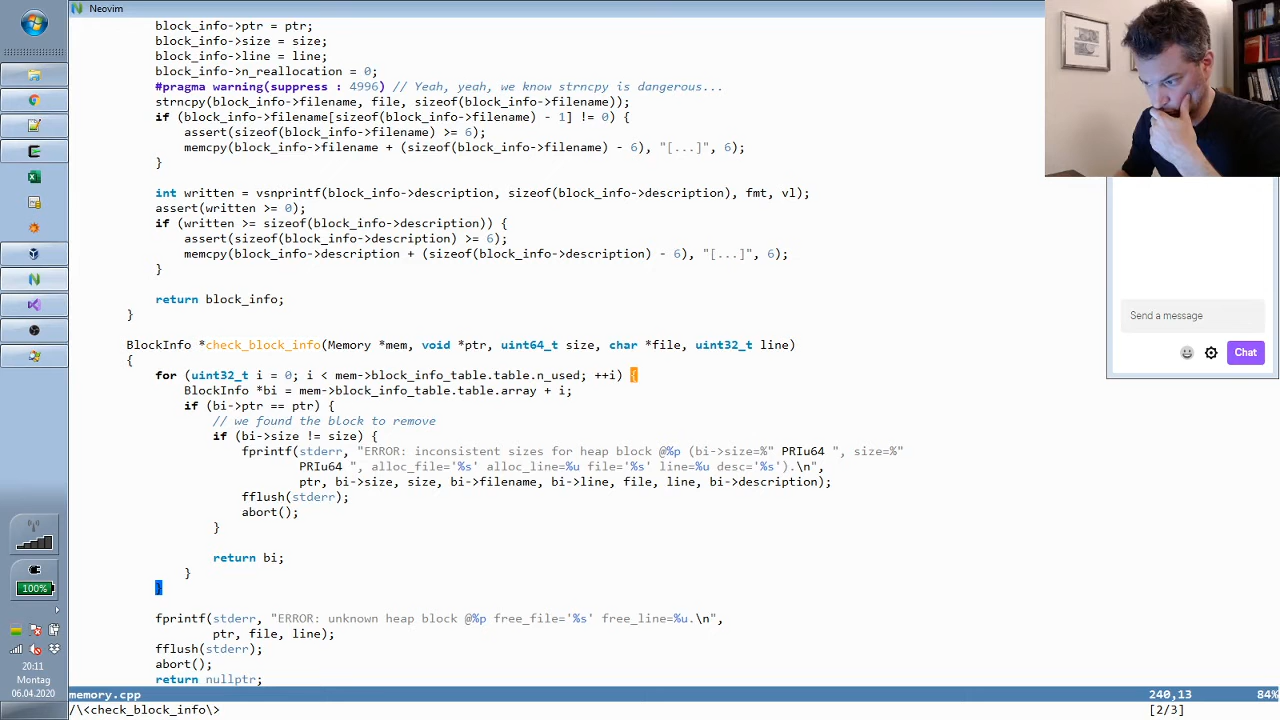 Neovim
block_info->ptr = ptr;
block_info->size = size;
block_info->line = line;
block_info->n_reallocation = 0;
#pragma warning(suppress : 4996) // Yeah, yeah, we know strncpy is dangerous...
strncpy(block_info->filename, file, sizeof(block_info->filename));
if (block_info->filename[sizeof(block_info->filename) - 1] != 0) {
assert(sizeof(block_info->filename) >= 6);
memcpy(block_info->filename + (sizeof(block_info->filename) - 6), "[...]", 6);
}
int written = vsnprintf(block_info->description, sizeof(block_info->description), fmt, vl);
assert(written >= 0);
if (written >= sizeof(block_info->description)) {
assert(sizeof(block_info->description) >= 6);
memcpy(block_info->description + (sizeof(block_info->description) - 6), "[...]", 6);
}
return block_info;
}
BlockInfo *check_block_info(Memory *mem, void *ptr, uint64_t size, char *file, uint32_t line)
{
for (uint32_t i = 0; i < mem->block_info_table.table.n_used; ++i) {
BlockInfo *bi = mem->block_info_table.table.array + i;
if (bi->ptr == ptr) {
// we found the block to remove
if (bi->size != size) {
fprintf(stderr, "ERROR: inconsistent sizes for heap block @%p (bi->size=%" PRIu64 ", size=%"
PRIu64 ", alloc_file='%s' alloc_line=%u file='%s' line=%u desc='%s').\n",
ptr, bi->size, size, bi->filename, bi->line, file, line, bi->description);
fflush(stderr);
abort();
}
return bi;
}
}
fprintf(stderr, "ERROR: unknown heap block @%p free_file='%s' free_line=%u.\n",
ptr, file, line);
fflush(stderr);
abort();
return nullptr;
memory.cpp 240,13 84%
/\<check_block_info\> [2/3]
Send a message
Chat
100%
20:11
Montag
06.04.2020